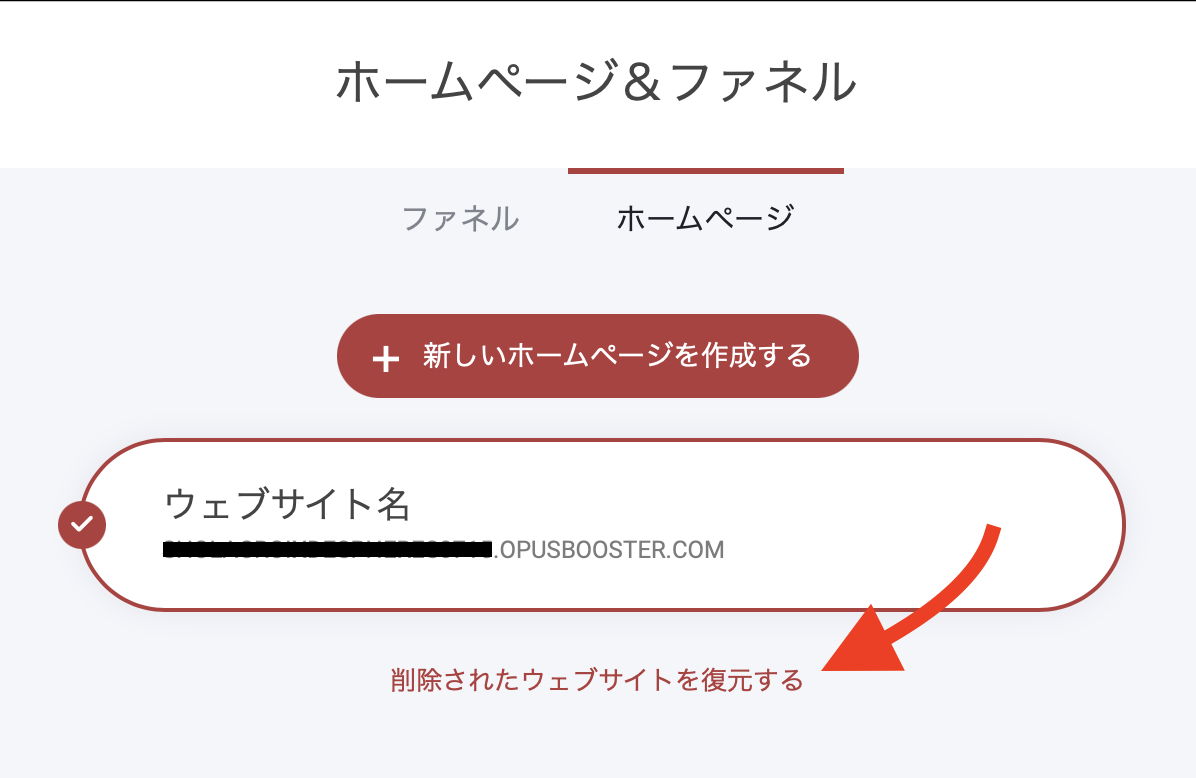 ホームページ＆ファネル
ファネル
ホームページ
新しいホームページを作成する
ウェブサイト名
.OPUSBOOSTER.COM
削除されたウェブサイトを復元する